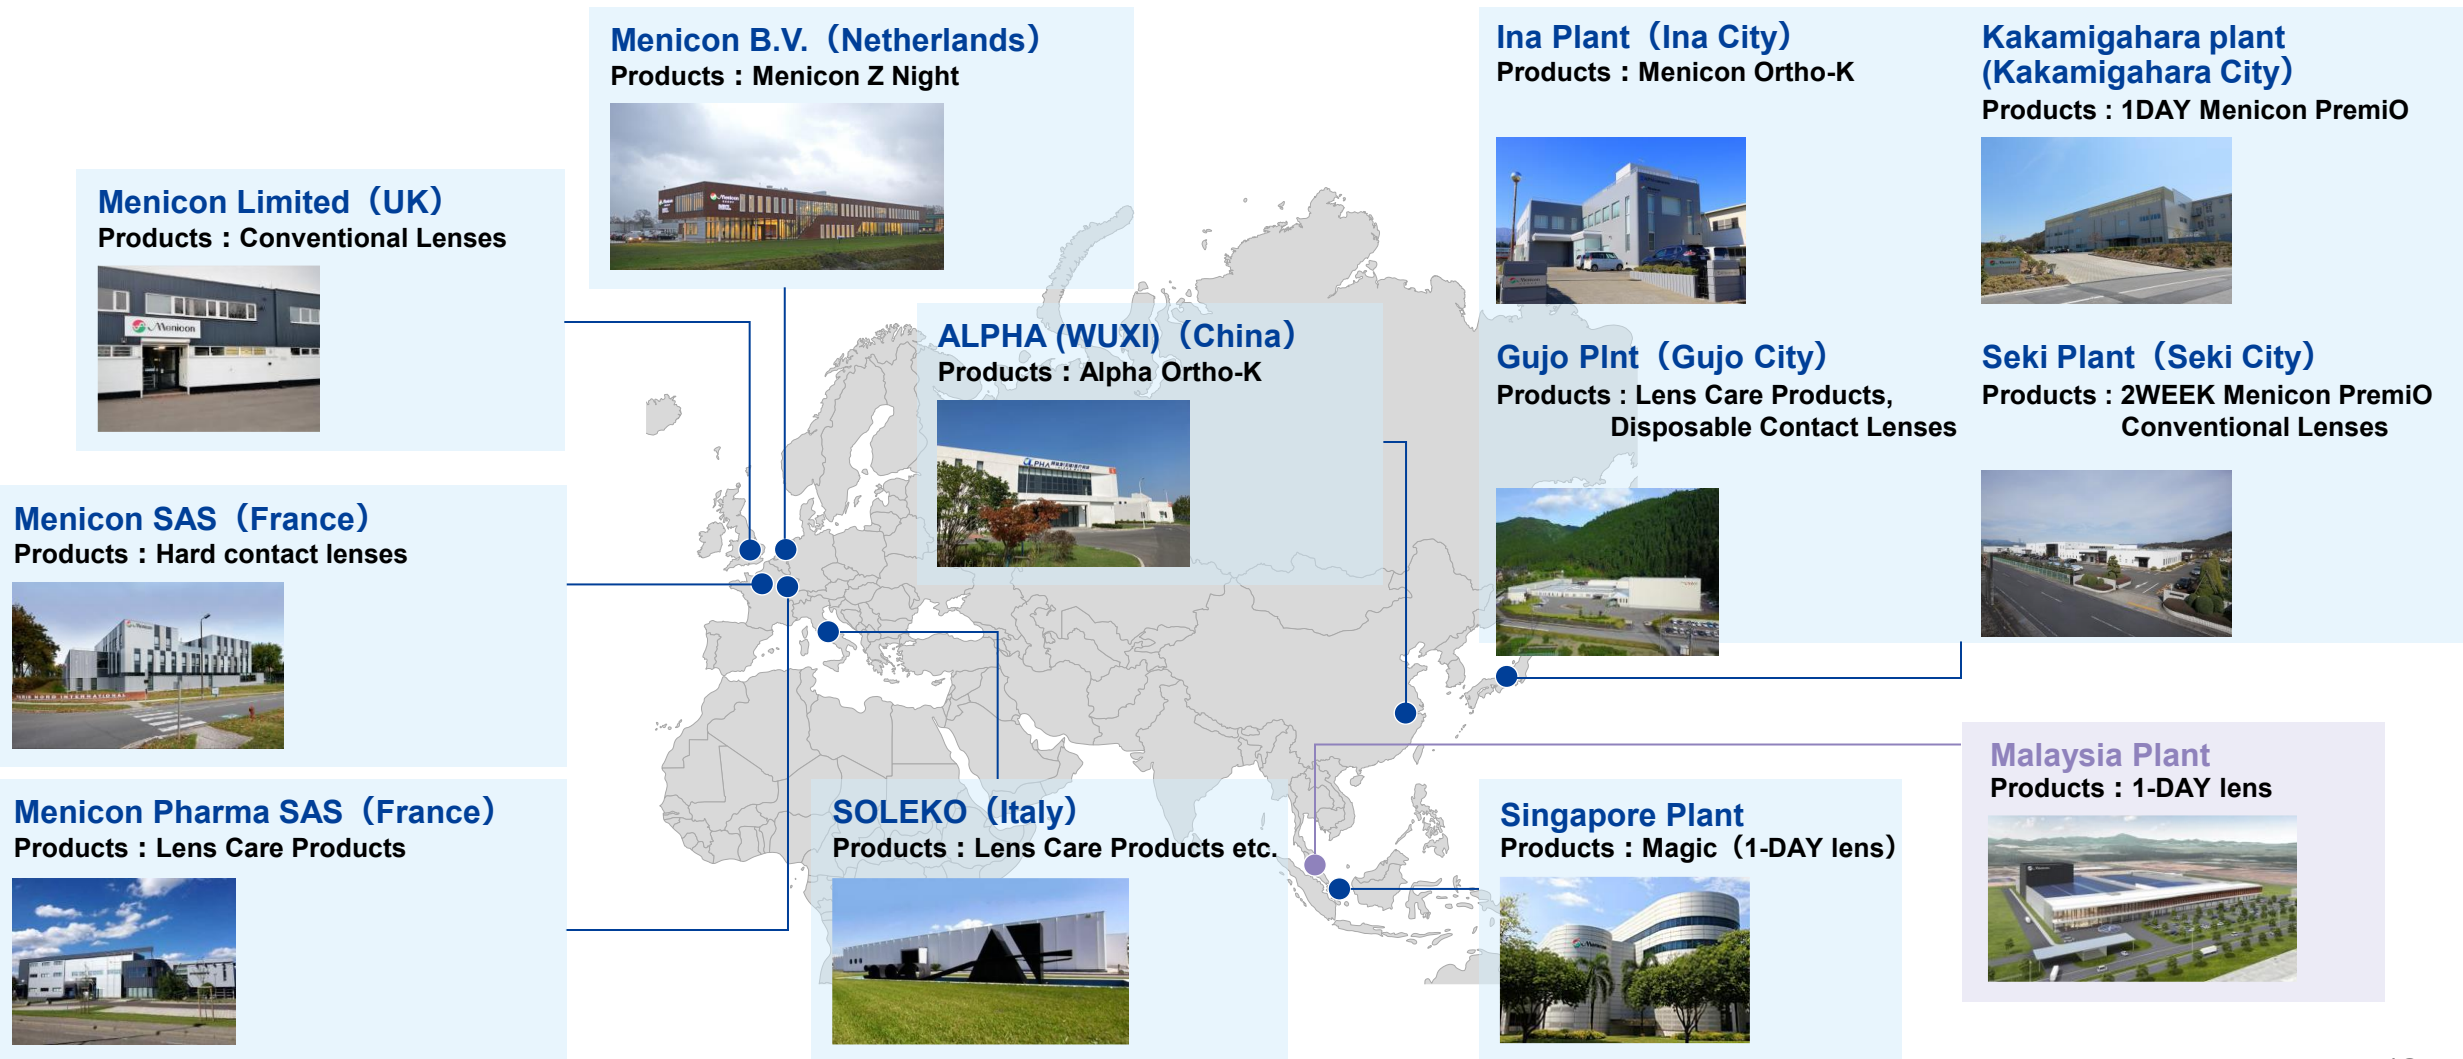 Menicon B.V.（Netherlands）
Products：Menicon Z Night
Menicon Limited（UK）
Products：Conventional Lenses
Menicon
Menicon SAS（France）
Products：Hard contact lenses
Menicon Pharma SAS（France）
Products：Lens Care Products
ALPHA (WUXI)（China）
Products：Alpha Ortho-K
SOLEKO（Italy）
Products：Lens Care Products etc.
Ina Plant（Ina City）
Products：Menicon Ortho-K
Kakamigahara plant
(Kakamigahara City）
Products : 1DAY Menicon PremiO
Gujo Plnt（Gujo City）
Products : Lens Care Products,
Disposable Contact Lenses
Seki Plant（Seki City）
Products : 2WEEK Menicon PremiO
Conventional Lenses
Singapore Plant
Products：Magic（1-DAY lens）
Menicon
Malaysia Plant
Products：1-DAY lens